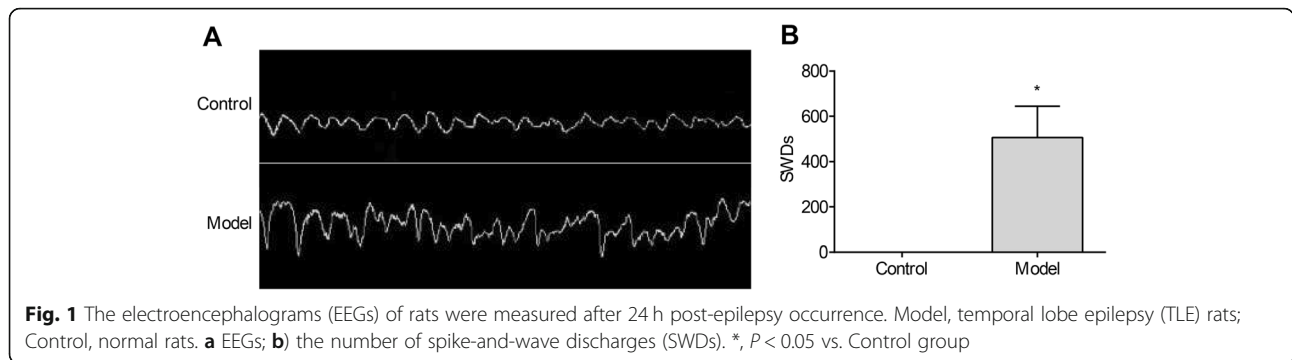 A
Control
Model
B
800
600
400
200
0
SWDs
*
Control
Model
Fig. 1 The electroencephalograms (EEGs) of rats were measured after 24 h post-epilepsy occurrence. Model, temporal lobe epilepsy (TLE) rats;
Control, normal rats. a EEGs; b) the number of spike-and-wave discharges (SWDs). *, P < 0.05 vs. Control group